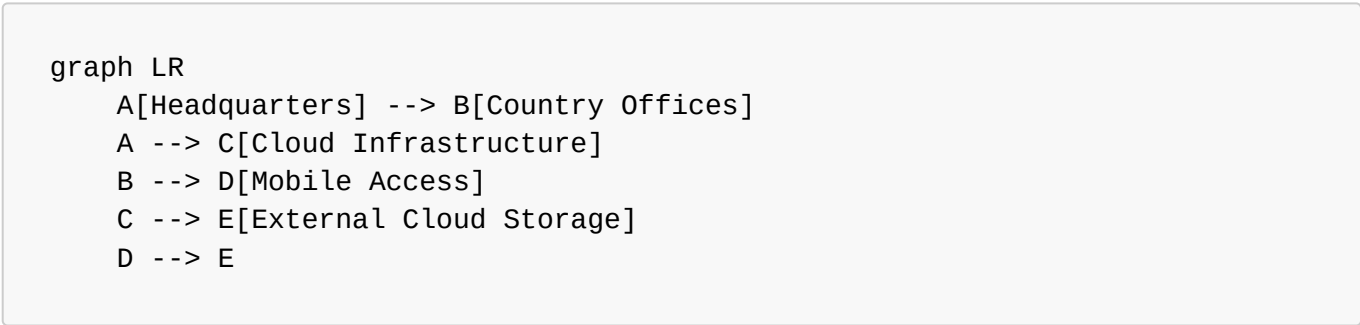 graph LR
    A[Headquarters] --> B[Country Offices]
    A --> C[Cloud Infrastructure]
    B --> D[Mobile Access]
    C --> E[External Cloud Storage]
    D --> E